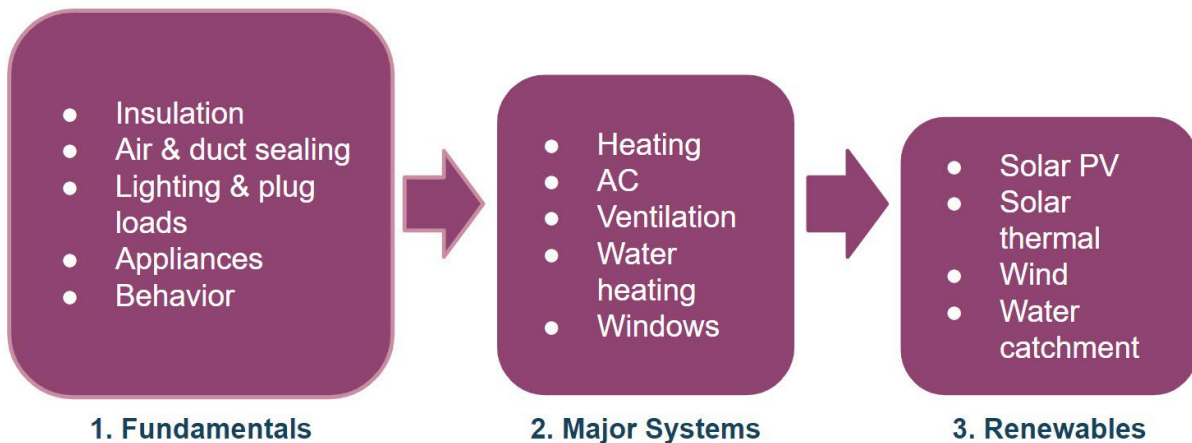 ● Insulation
● Air & duct sealing
● Lighting & plug
loads
● Appliances
● Behavior
1. Fundamentals
● Heating
● AC
● Ventilation
● Water
heating
● Windows
2. Major Systems
● Solar PV
● Solar
thermal
● Wind
● Water
catchment
3. Renewables